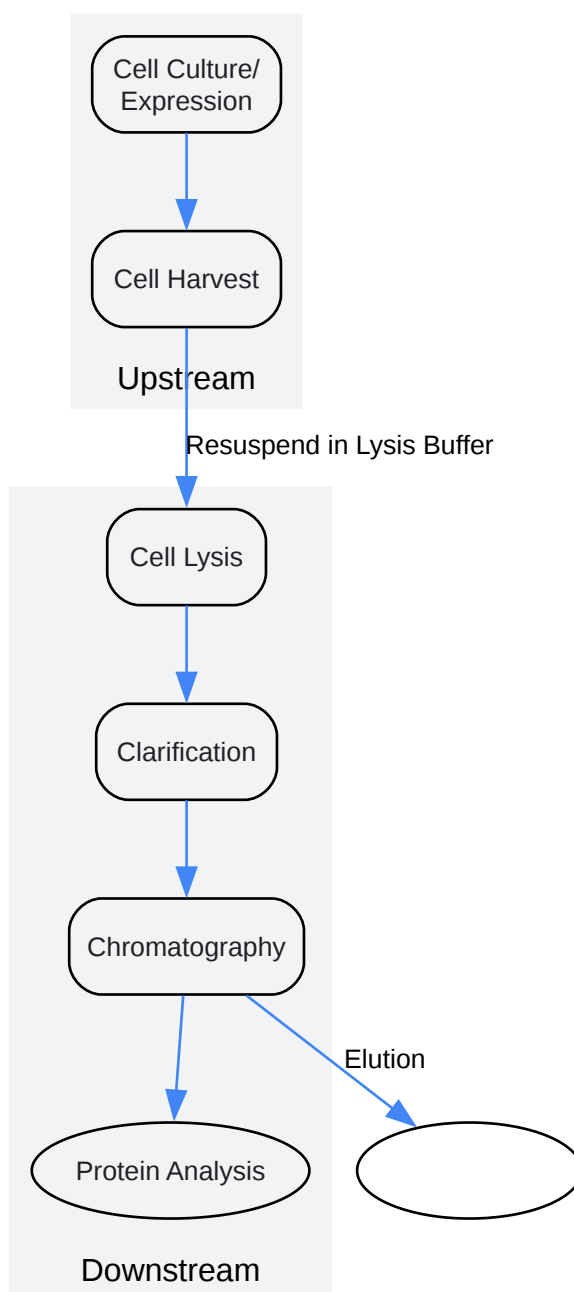 Cell Culture/
Expression
Cell Harvest
Upstream
Resuspend in Lysis Buffer
Cell Lysis
Clarification
Chromatography
Elution
Protein Analysis
Downstream